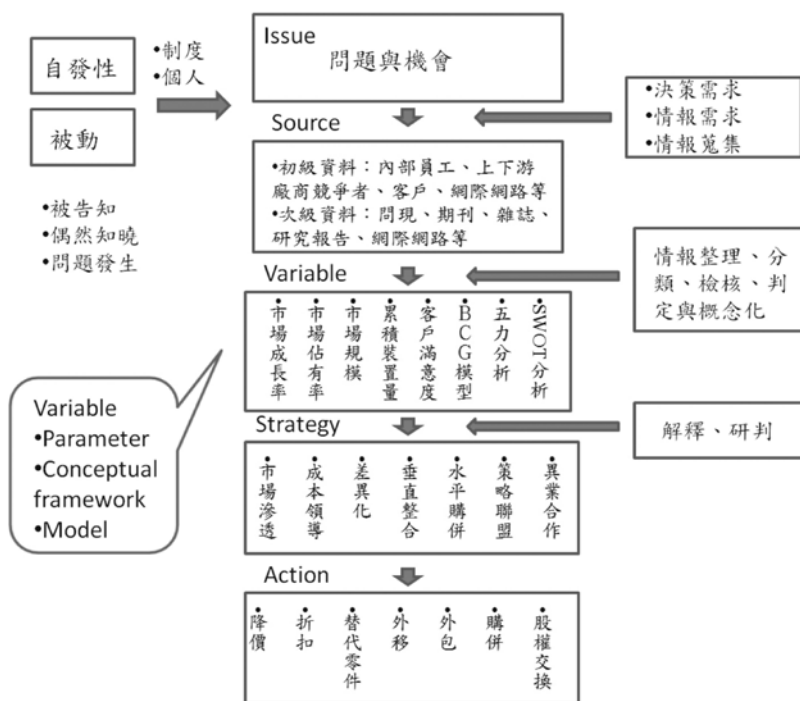 自發性
•制度
•個人
被動
•被告知
•偶然知曉
•問題發生
Issue
問題與機會
•決策需求
•情報需求
•情報蒐集
Source
•初級資料：內部員工、上下游
廠商競爭者、客戶、網際網路等
•次級資料：問現、期刊、雜誌、
研究報告、網際網路等
情報整理、分
類、檢核、判
定與概念化
Variable
•市場成長率
•市場佔有率
•市場規模
•累積裝置量
•客戶滿意度
•BCG模型
•五力分析
•SWOT分析
Variable
•Parameter
•Conceptual
framework
•Model
解釋、研判
Strategy
•市場滲透
•成本領導
•差異化
•垂直整合
•水平購併
•策略聯盟
•異業合作
Action
•降價
•折扣
•替代零件
•外移
•外包
•購併
•股權交換